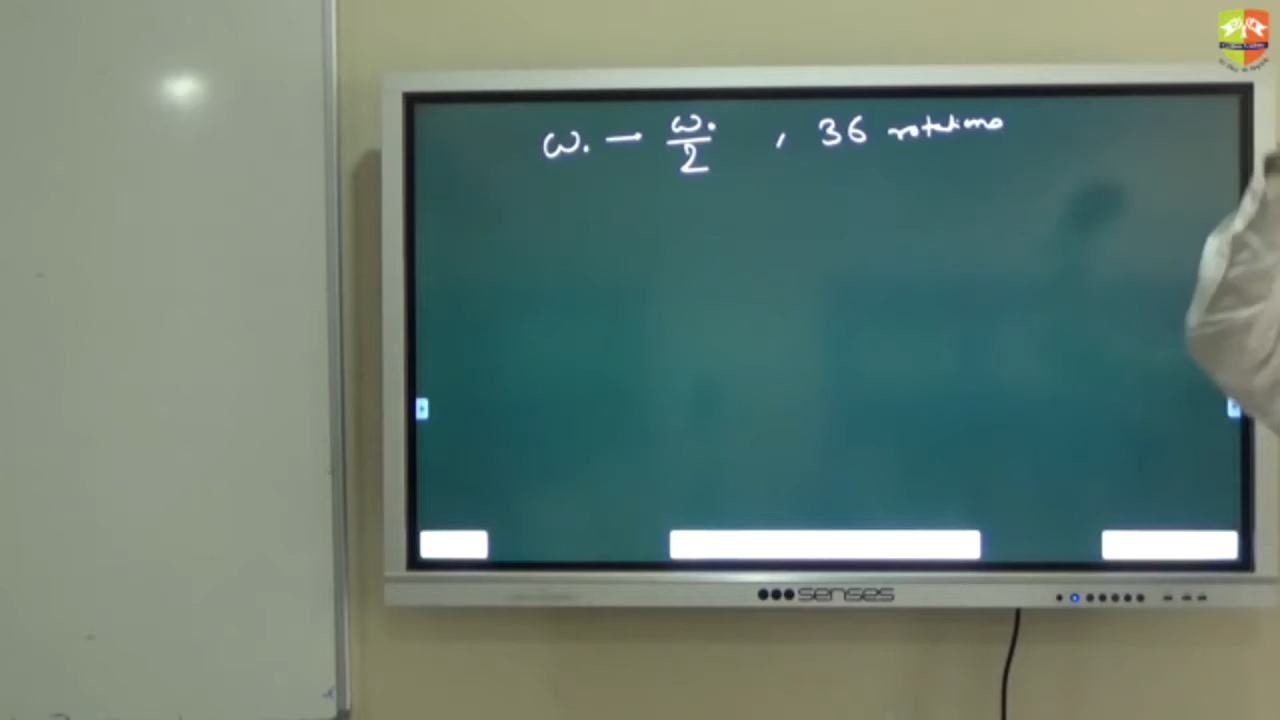 ω₀ → ω₀/2 , 36 rotations
senses